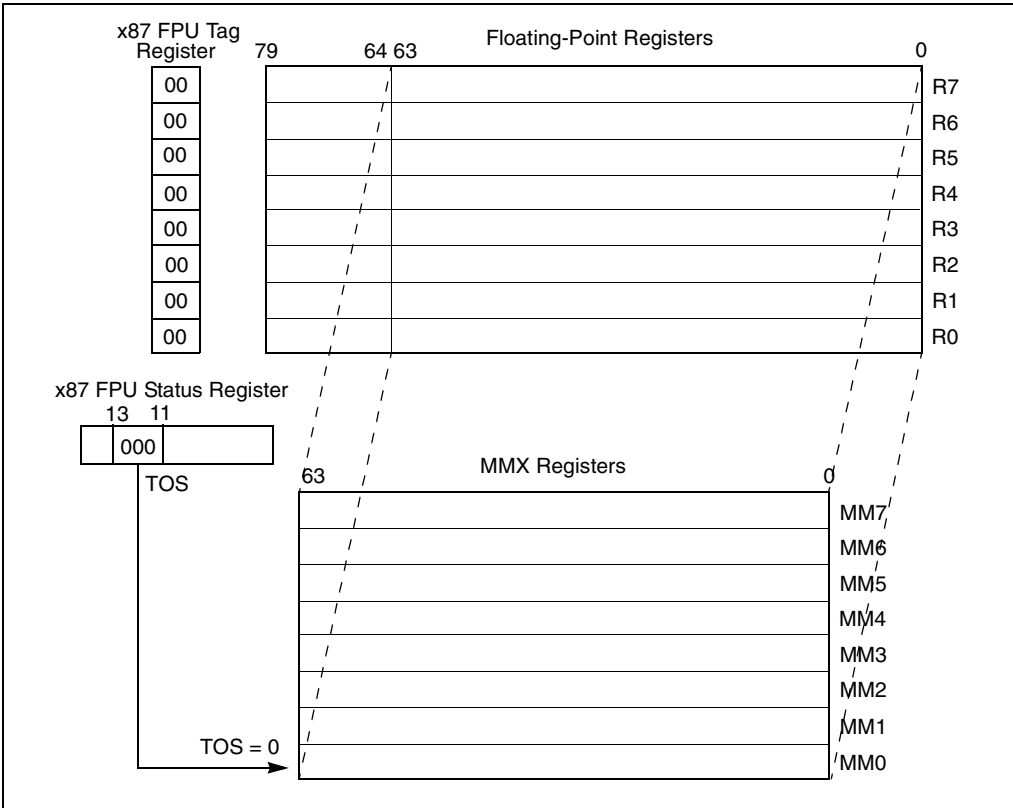 x87 FPU Tag
Register
79
64 63
Floating-Point Registers
0
00
R7
00
R6
00
R5
00
R4
00
R3
00
R2
00
R1
00
R0
x87 FPU Status Register
13 11
000
TOS
63
MMX Registers
0
MM7
MM6
MM5
MM4
MM3
MM2
MM1
TOS = 0
MM0